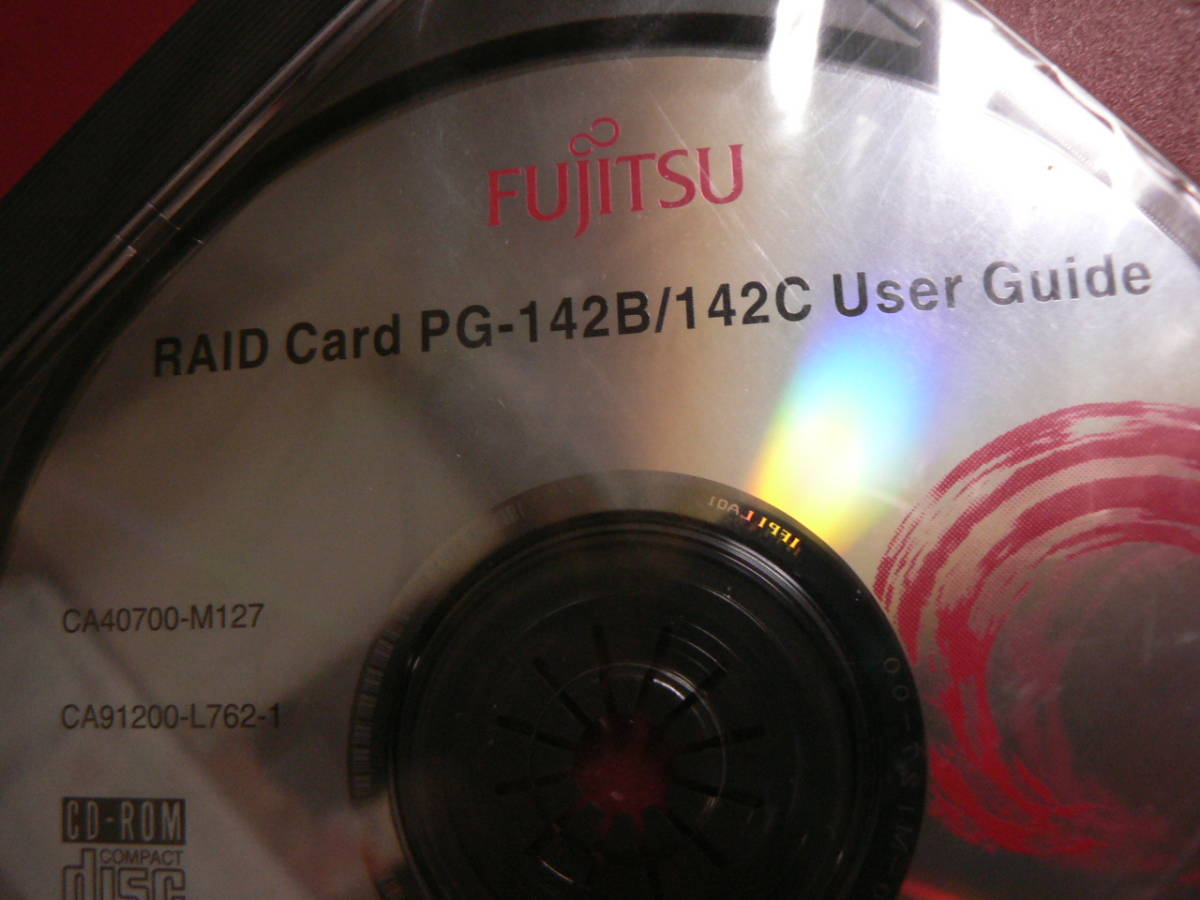 FUJITSU
RAID Card PG-142B/142C User Guide
CA40700-M127
CA91200-L762-1
CD-ROM
COMPACT
disc